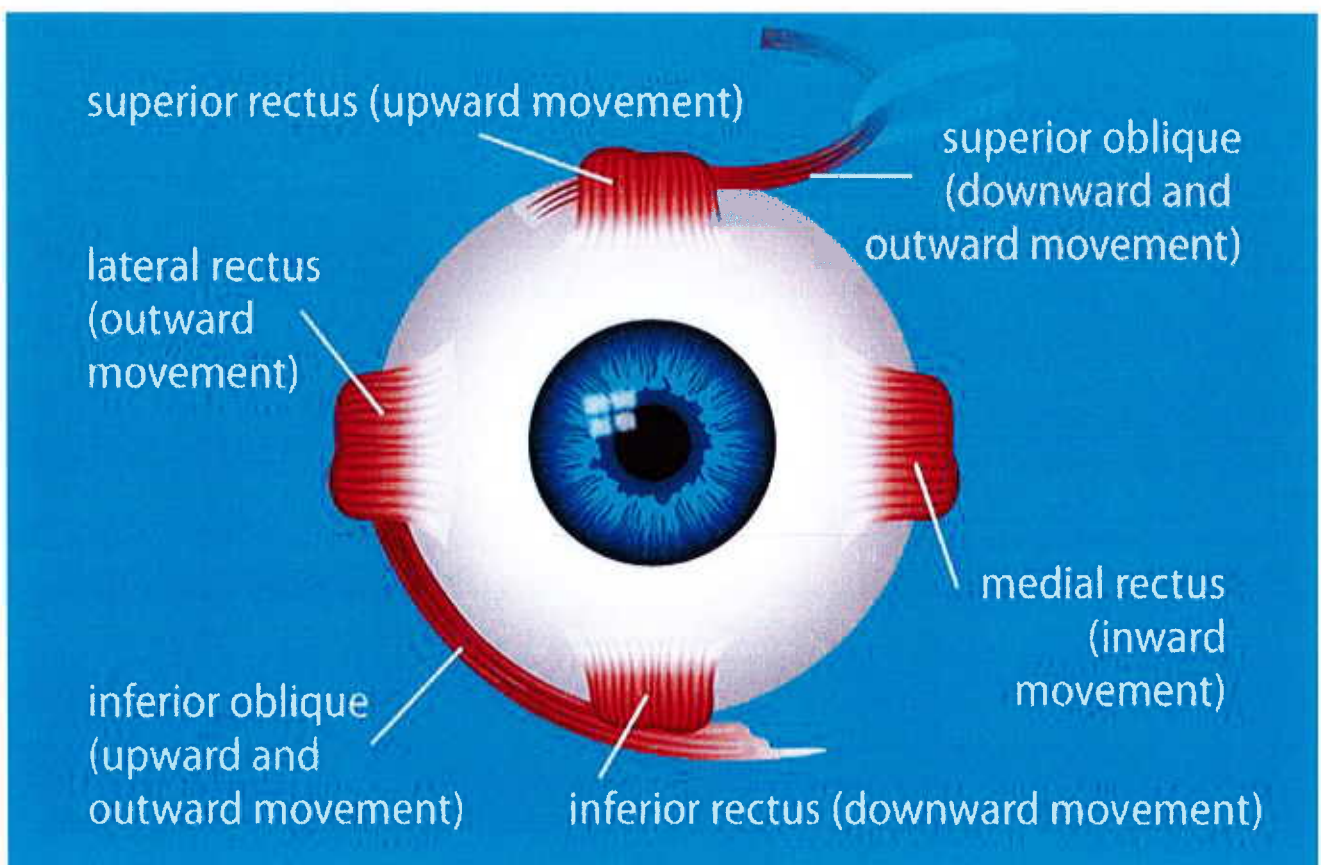 superior rectus (upward movement)
superior oblique
(downward and
outward movement)
lateral rectus
(outward
movement)
medial rectus
(inward
movement)
inferior oblique
(upward and
outward movement)
inferior rectus (downward movement)